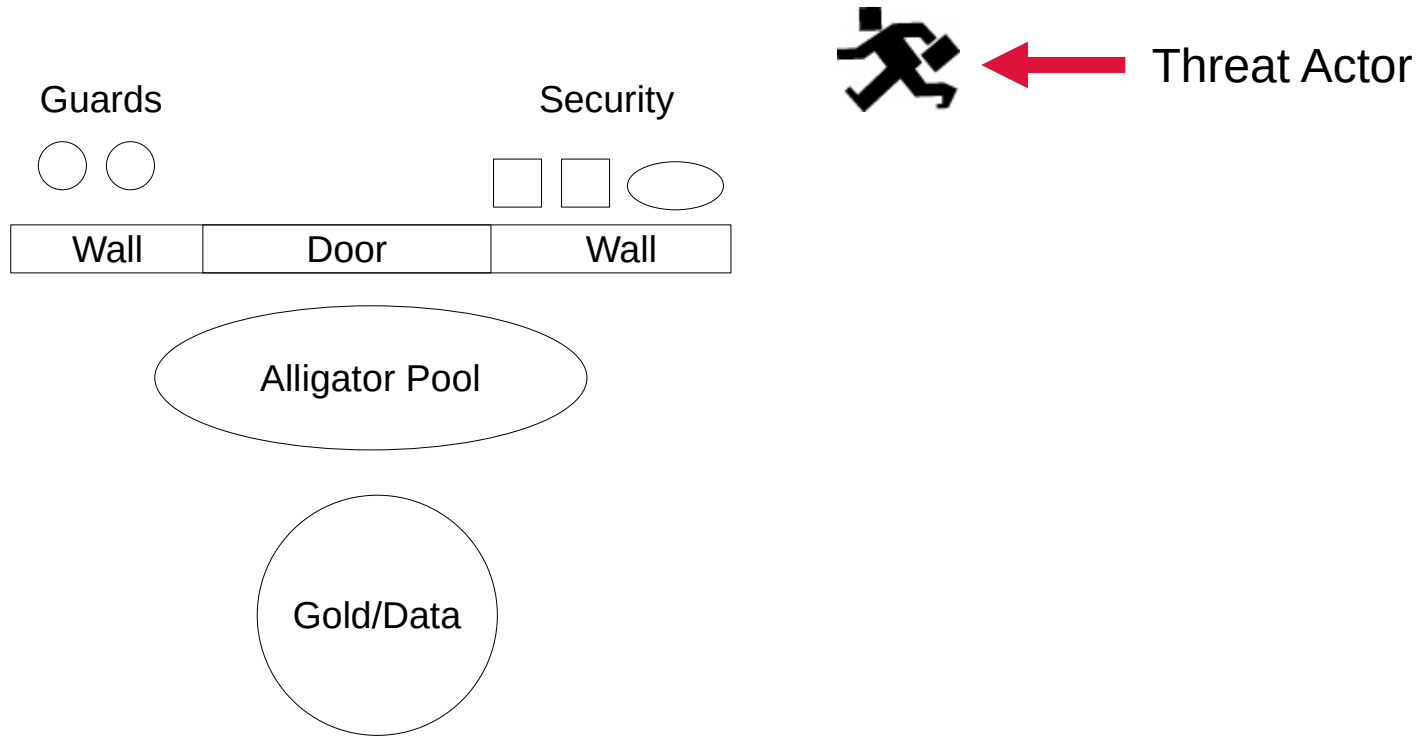 Threat Actor
Guards
Security
Wall
Door
Wall
Alligator Pool
Gold/Data